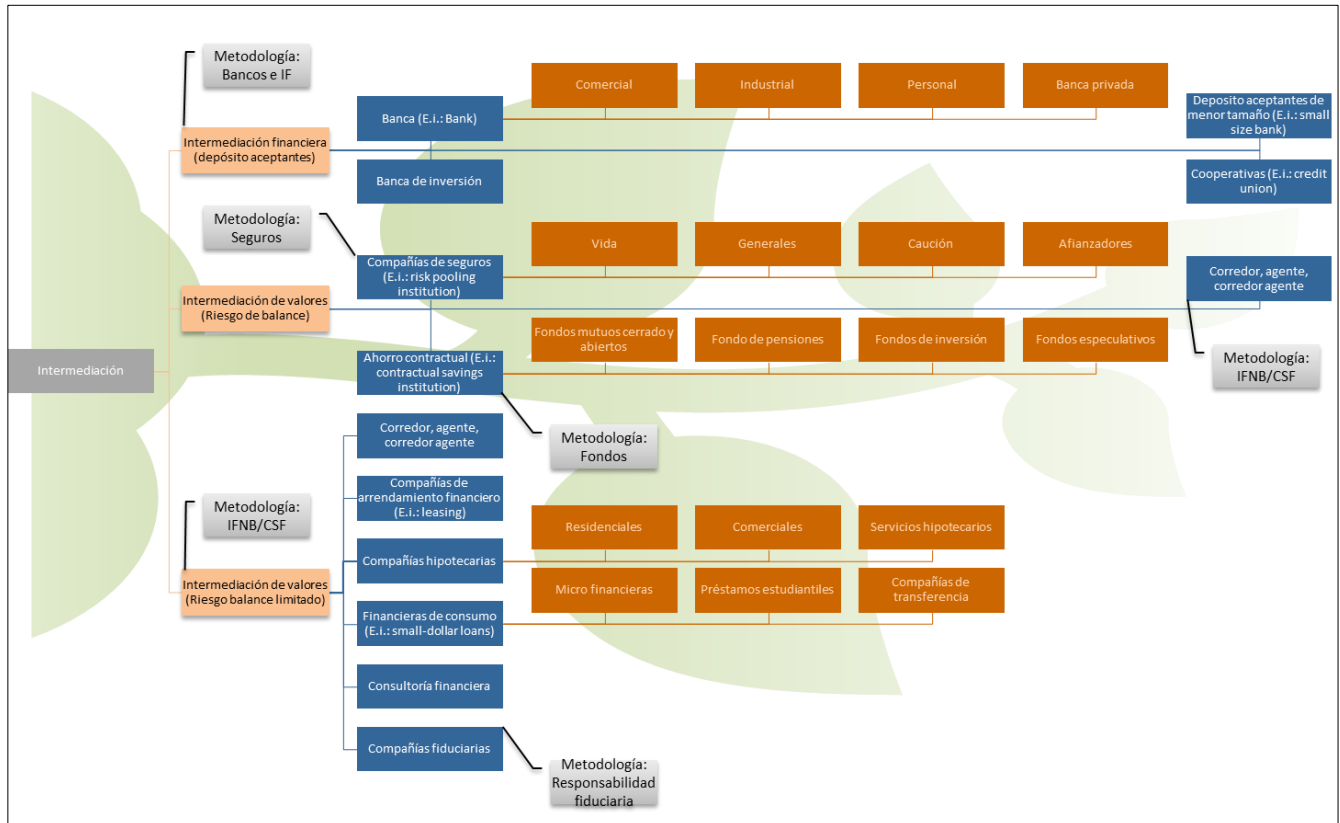 Metodología:
Bancos e IF
Comercial
Industrial
Personal
Banca privada
Banca (E.i.: Bank)
Deposito aceptantes de
menor tamaño (E.i.: small
size bank)
Intermediación financiera
(depósito aceptantes)
Banca de inversión
Cooperativas (E.i.: credit
union)
Metodología:
Seguros
Vida
Generales
Caución
Afianzadores
Compañías de seguros
(E.i.: risk pooling
institution)
Corredor, agente,
corredor agente
Intermediación de valores
(Riesgo de balance)
Fondos mutuos cerrado y
abiertos
Fondo de pensiones
Fondos de inversión
Fondos especulativos
Intermediación
Ahorro contractual (E.i.:
contractual savings
institution)
Metodología:
IFNB/CSF
Corredor, agente,
corredor agente
Metodología:
Fondos
Compañías de
arrendamiento financiero
(E.i.: leasing)
Metodología:
IFNB/CSF
Residenciales
Comerciales
Servicios hipotecarios
Compañías hipotecarias
Intermediación de valores
(Riesgo balance limitado)
Micro financieras
Préstamos estudiantiles
Compañías de
transferencia
Financieras de consumo
(E.i.: small-dollar loans)
Consultoría financiera
Compañías fiduciarias
Metodología:
Responsabilidad
fiduciaria